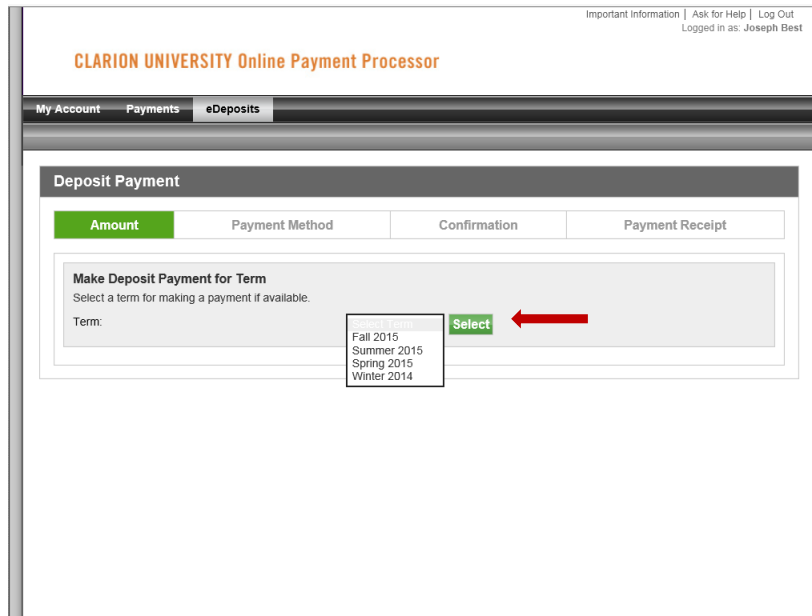 Important Information | Ask for Help | Log Out
Logged in as: Joseph Best
CLARION UNIVERSITY Online Payment Processor
My Account Payments eDeposits
Deposit Payment
Amount Payment Method Confirmation Payment Receipt
Make Deposit Payment for Term
Select a term for making a payment if available.
Term: Select Term Select
Fall 2015
Summer 2015
Spring 2015
Winter 2014